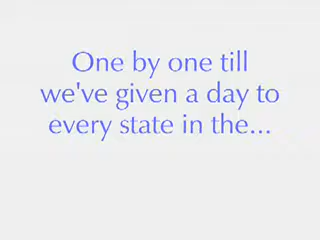 One by one till
we've given a day to
every state in the...